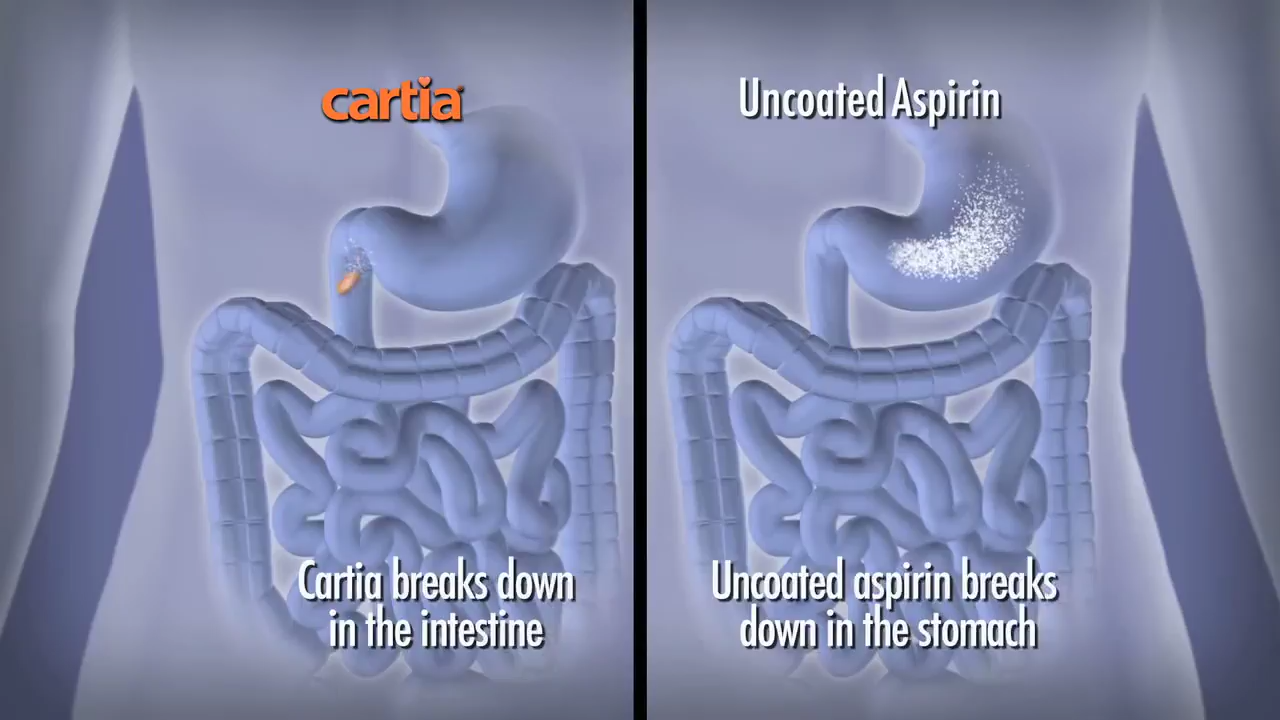 cartia
Uncoated Aspirin
Cartia breaks down
in the intestine
Uncoated aspirin breaks
down in the stomach